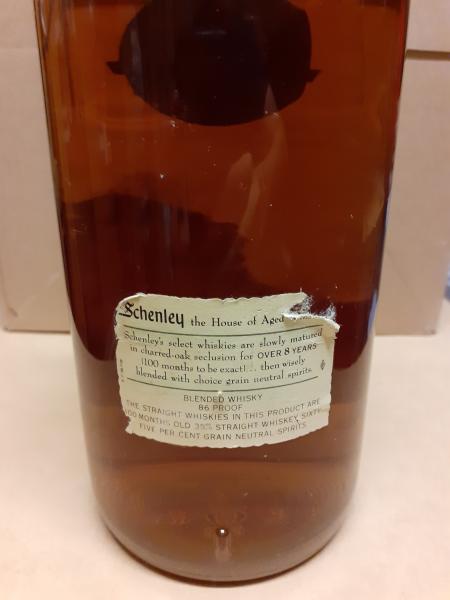 Schenley the House of Aged
Schenley's select whiskies are slowly matured
in charred-oak seclusion for OVER 8 YEARS
(100 months to be exact)... then wisely
blended with choice grain neutral spirits.
BLENDED WHISKY
86 PROOF
THE STRAIGHT WHISKIES IN THIS PRODUCT ARE
100 MONTHS OLD 35% STRAIGHT WHISKEY SIXTY
FIVE PER CENT GRAIN NEUTRAL SPIRITS